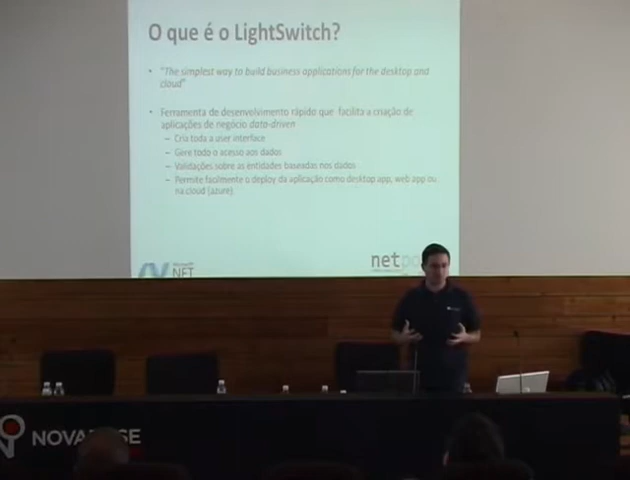 O que é o LightSwitch?
• "The simplest way to build business applications for the desktop and
cloud"
• Ferramenta de desenvolvimento rápido que facilita a criação de
aplicações de negócio data-driven
– Cria toda a user interface
– Gere todo o acesso aos dados
– Validações sobre as entidades baseadas nos dados
– Permite facilmente o deploy da aplicação como desktop app, web app ou
na cloud (azure).
Microsoft
.NET